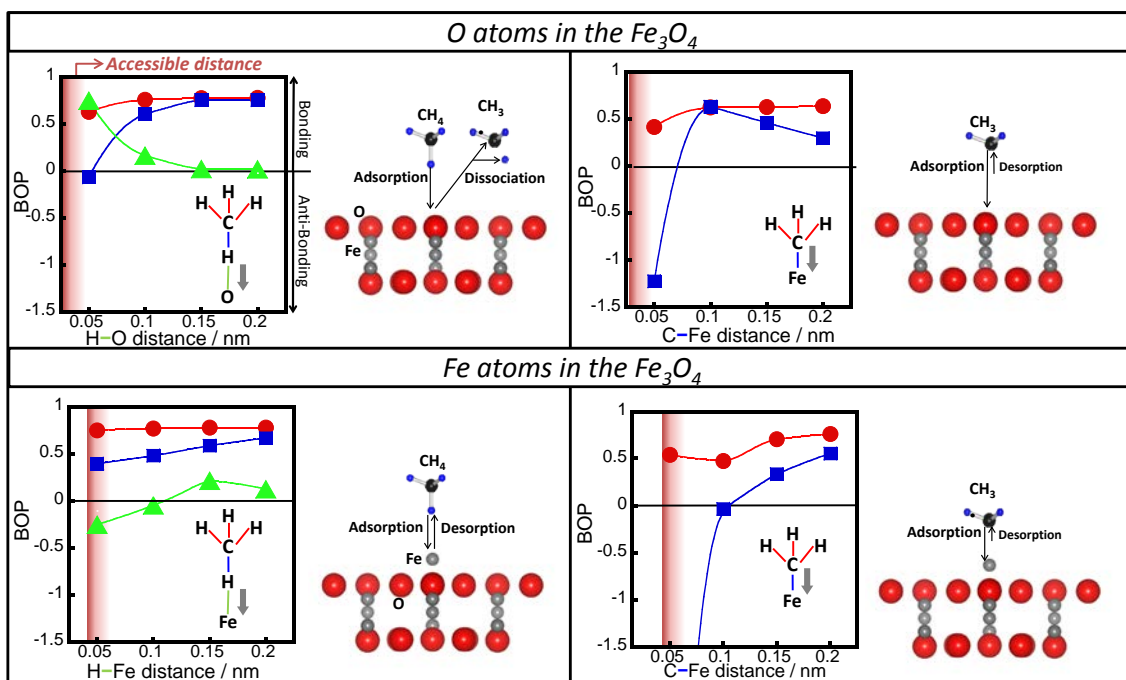 O atoms in the Fe3O4
Accessible distance
1
0.5
0
-0.5
-1
-1.5
BOP
0.05 0.1 0.15 0.2
H–O distance / nm
Bonding
Anti-Bonding
H
H H
C
H
O
CH4
CH3
Adsorption
Dissociation
O
Fe
1
0.5
0
-0.5
-1
-1.5
BOP
0.05 0.1 0.15 0.2
C–Fe distance / nm
H
H H
C
Fe
CH3
Adsorption
Desorption
Fe atoms in the Fe3O4
1
0.5
0
-0.5
-1
-1.5
BOP
0.05 0.1 0.15 0.2
H–Fe distance / nm
H
H H
C
H
Fe
CH4
Adsorption
Desorption
Fe
O
1
0.5
0
-0.5
-1
-1.5
BOP
0.05 0.1 0.15 0.2
C–Fe distance / nm
H
H H
C
Fe
CH3
Adsorption
Desorption